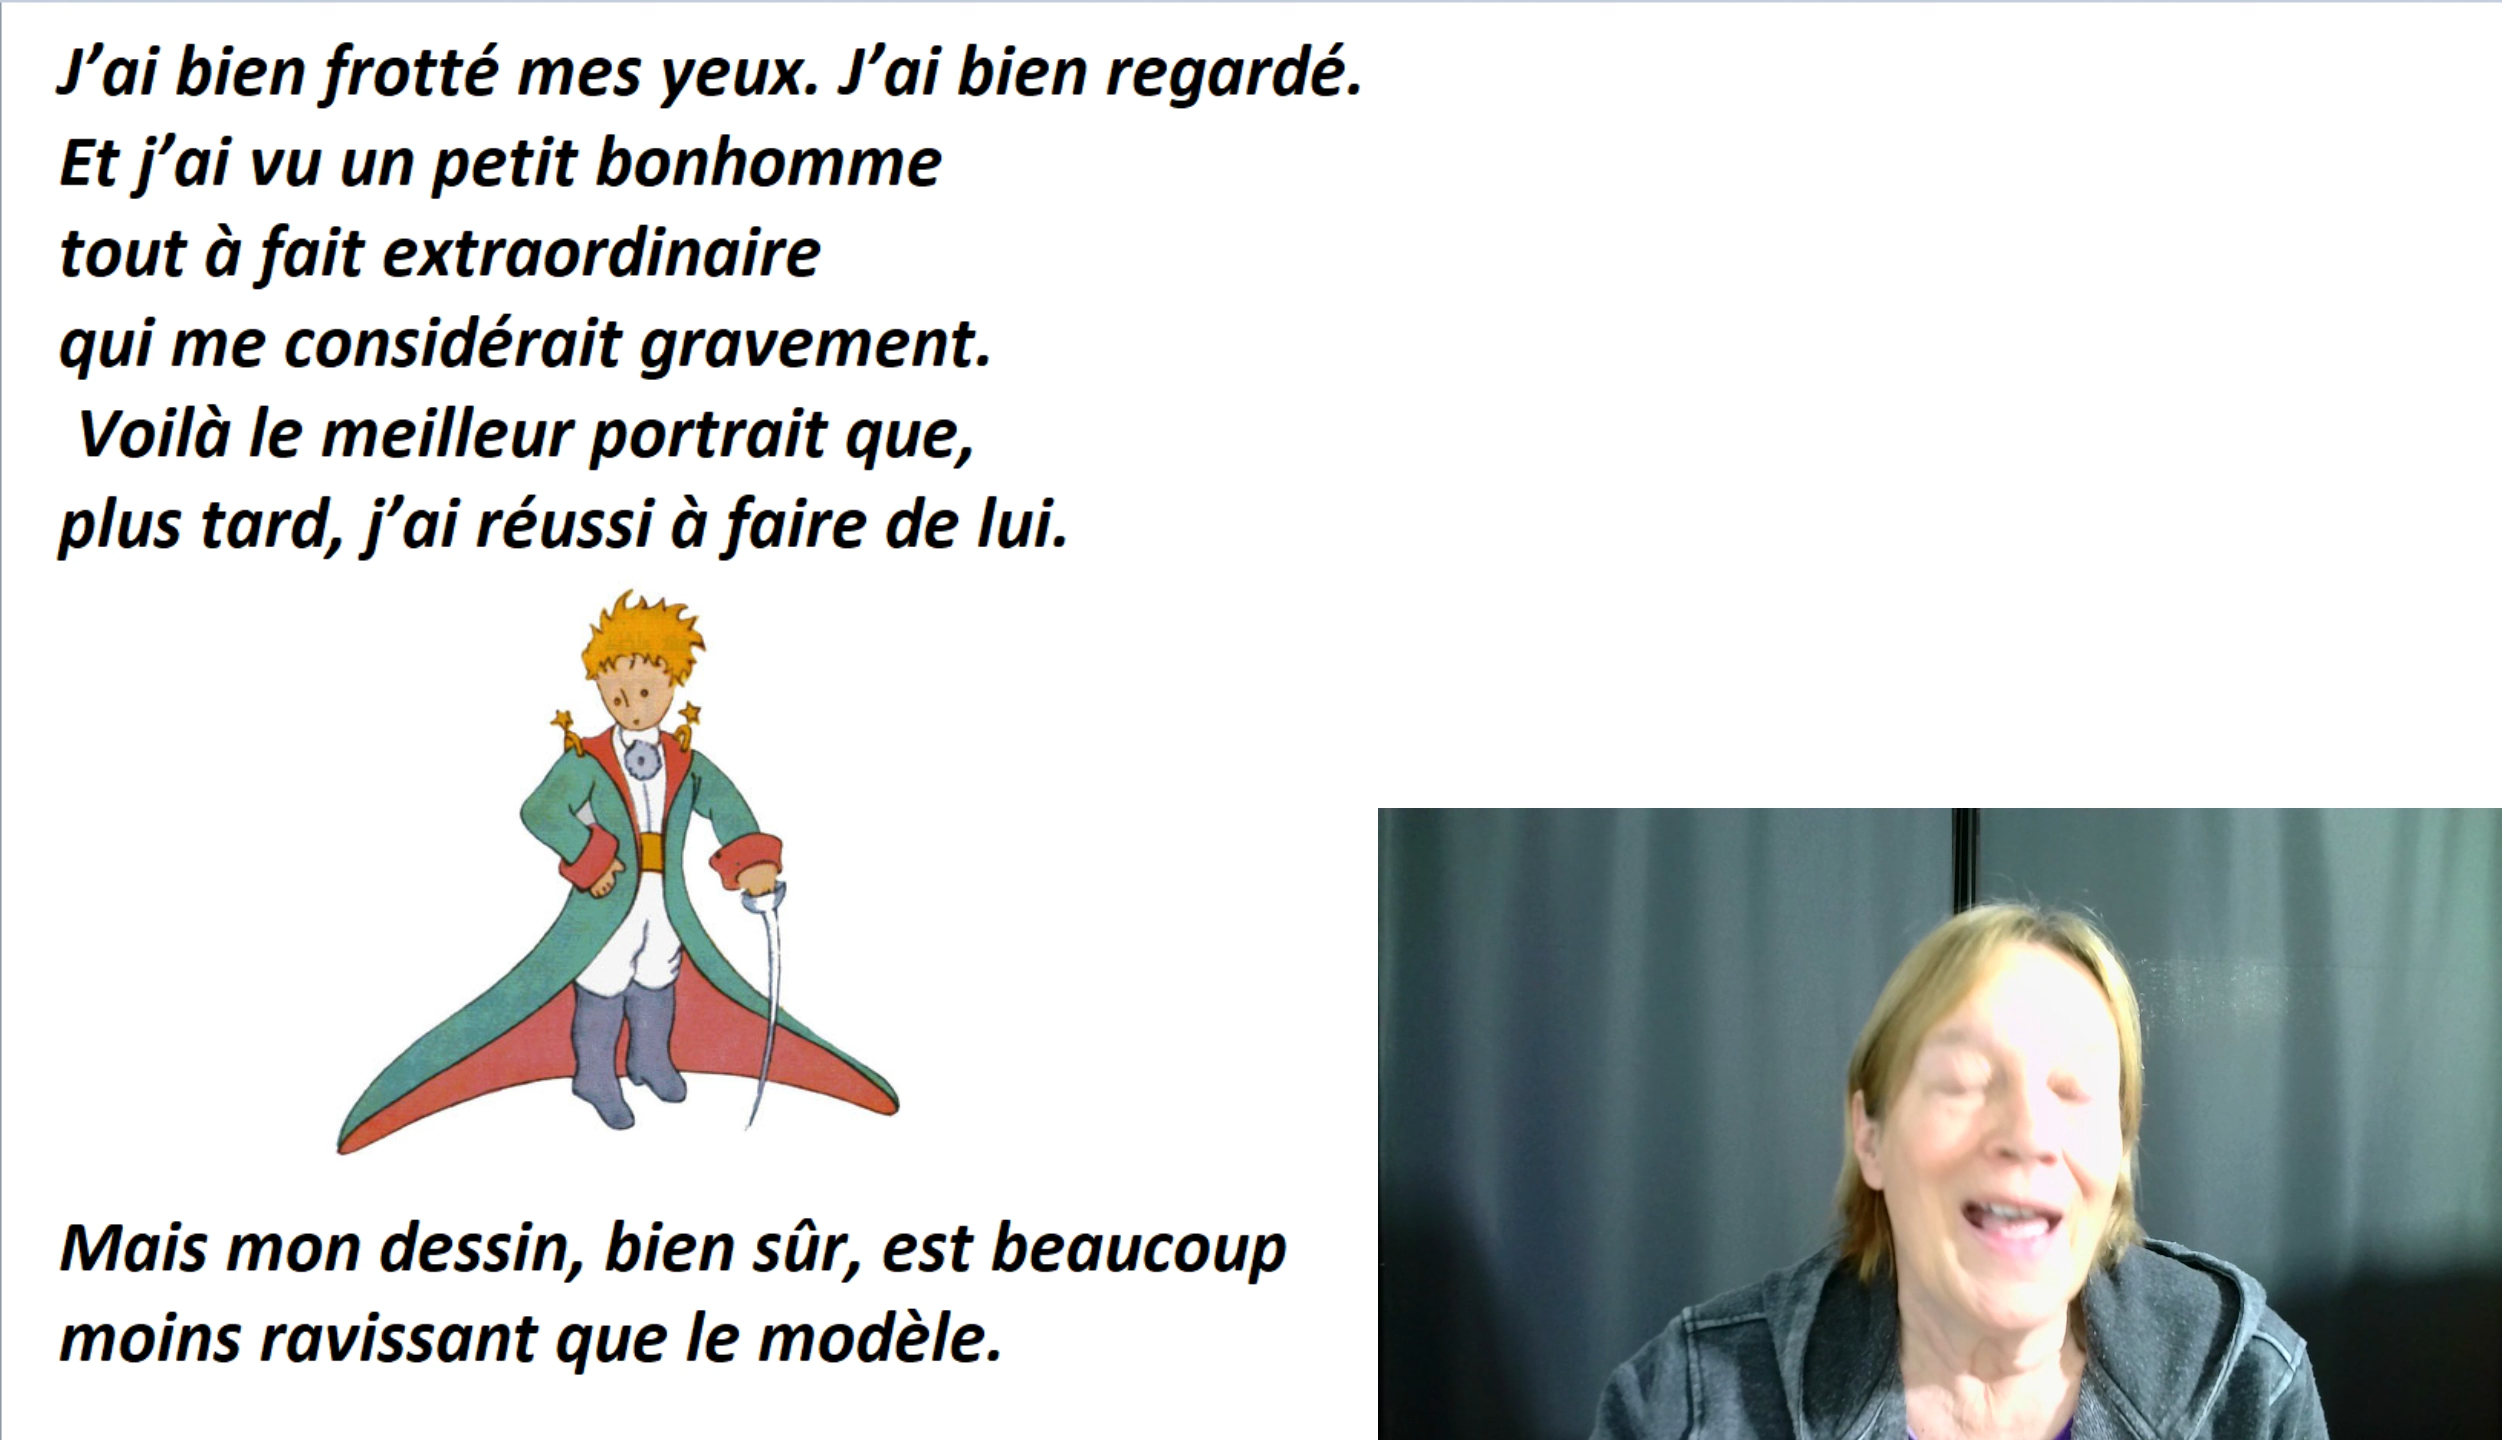 J’ai bien frotté mes yeux. J’ai bien regardé.
Et j’ai vu un petit bonhomme
tout à fait extraordinaire
qui me considérait gravement.
Voilà le meilleur portrait que,
plus tard, j’ai réussi à faire de lui.
Mais mon dessin, bien sûr, est beaucoup
moins ravissant que le modèle.